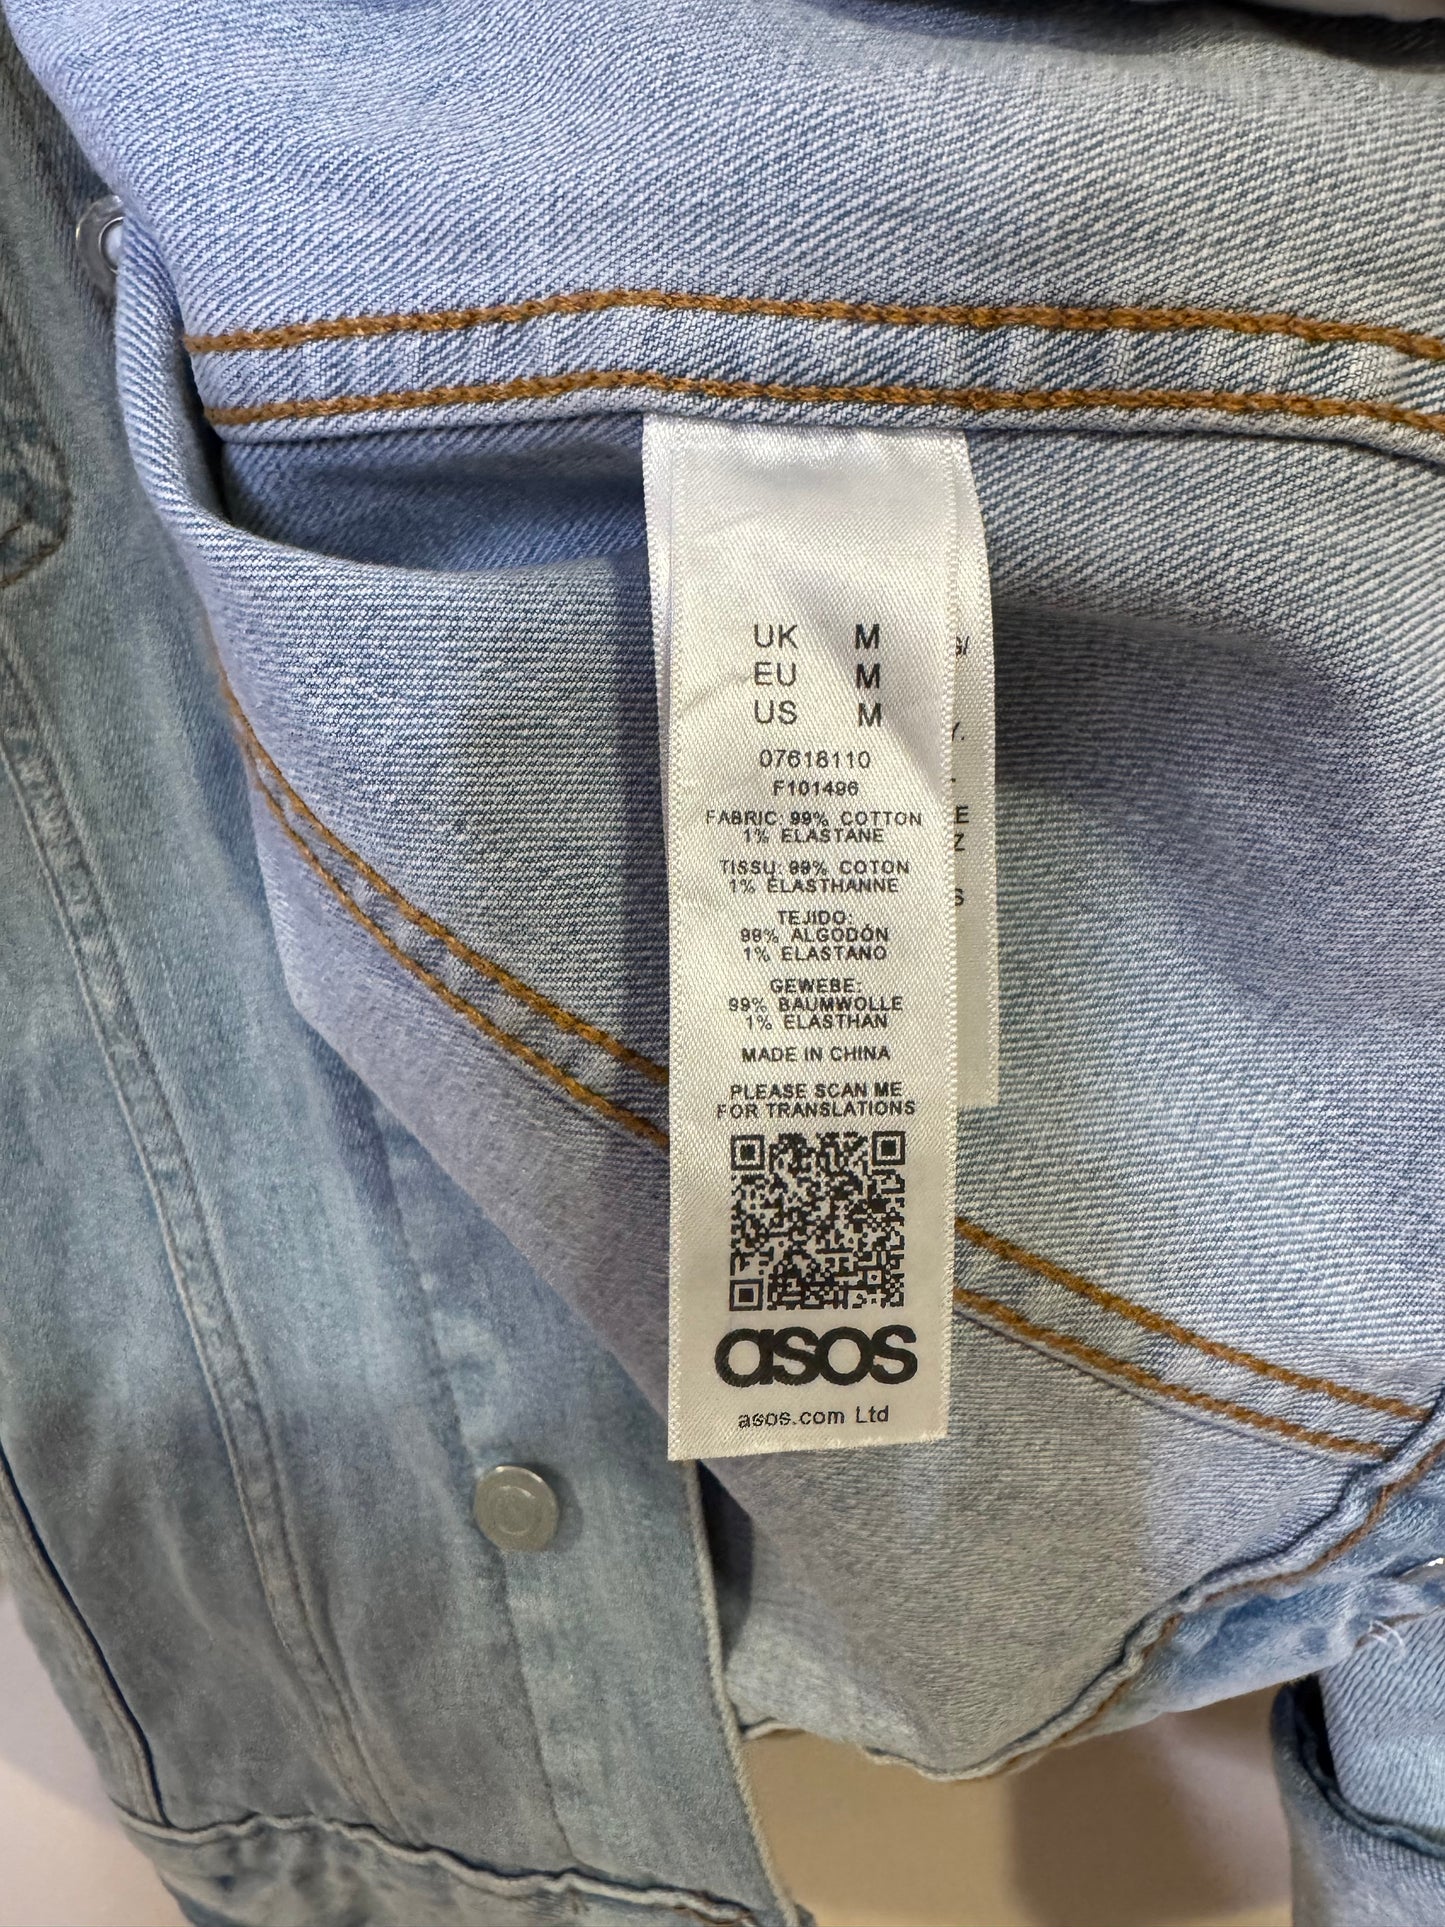 UK M
EU M
US M
07618110
F101496
FABRIC: 99% COTTON
1% ELASTANE
TISSU: 99% COTON
1% ELASTHANNE
TEJIDO:
99% ALGODÓN
1% ELASTANO
GEWEBE:
99% BAUMWOLLE
1% ELASTHAN
MADE IN CHINA
PLEASE SCAN ME
FOR TRANSLATIONS
asos
asos.com Ltd